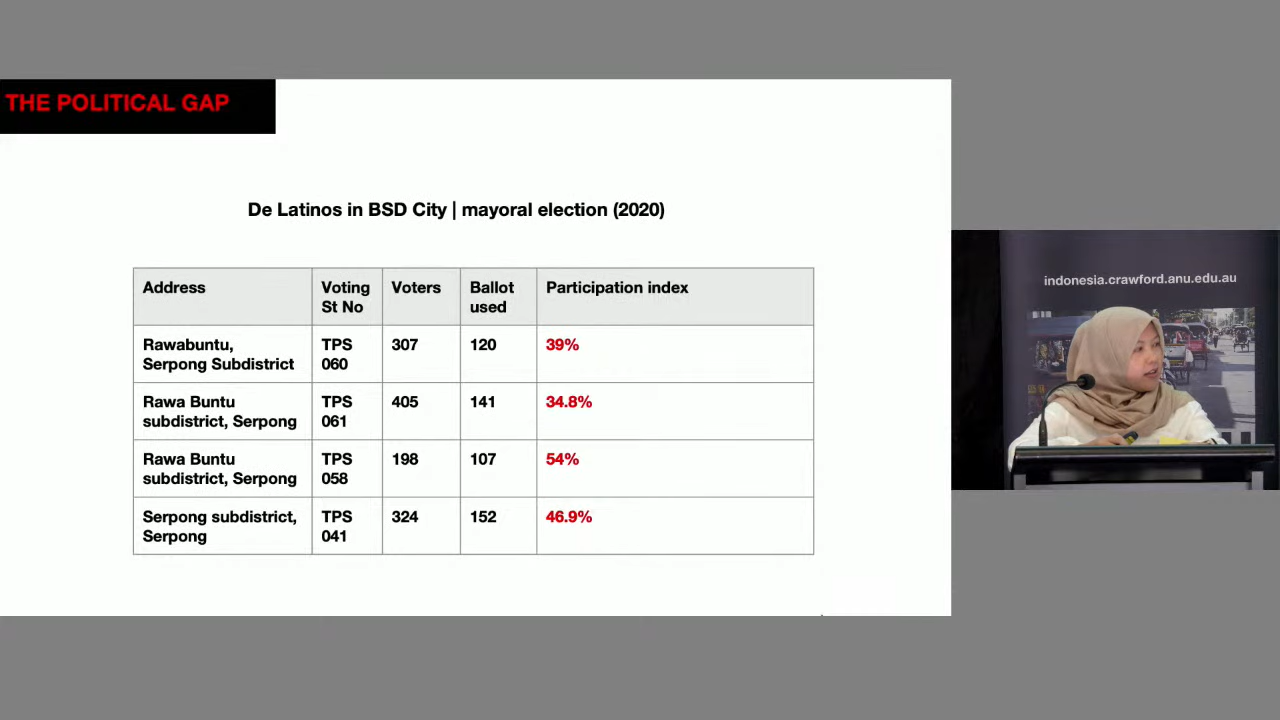 THE POLITICAL GAP
De Latinos in BSD City | mayoral election (2020)
Address
Voting
St No
Voters
Ballot
used
Participation index
Rawabuntu,
Serpong Subdistrict
TPS
060
307
120
39%
Rawa Buntu
subdistrict, Serpong
TPS
061
405
141
34.8%
Rawa Buntu
subdistrict, Serpong
TPS
058
198
107
54%
Serpong subdistrict,
Serpong
TPS
041
324
152
46.9%
indonesia.crawford.anu.edu.au